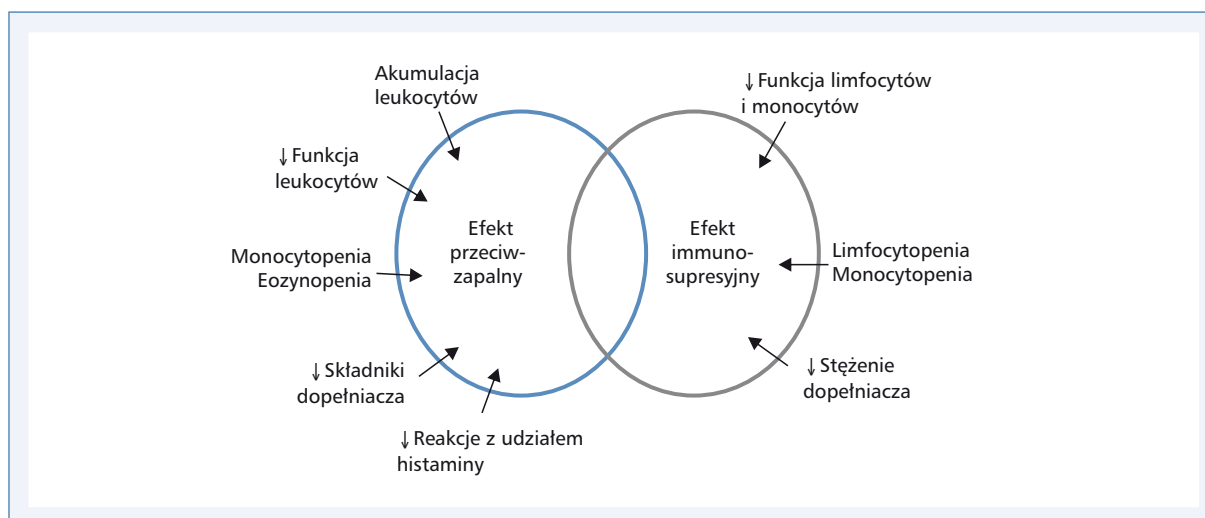 Akumulacja
leukocytów
↓ Funkcja
leukocytów
Monocytopenia
Eozynopenia
↓ Składniki
dopełniacza
↓ Reakcje z udziałem
histaminy
Efekt
przeciw-
zapalny
Efekt
immuno-
supresyjny
↓ Funkcja limfocytów
i monocytów
Limfocytopenia
Monocytopenia
↓ Stężenie
dopełniacza